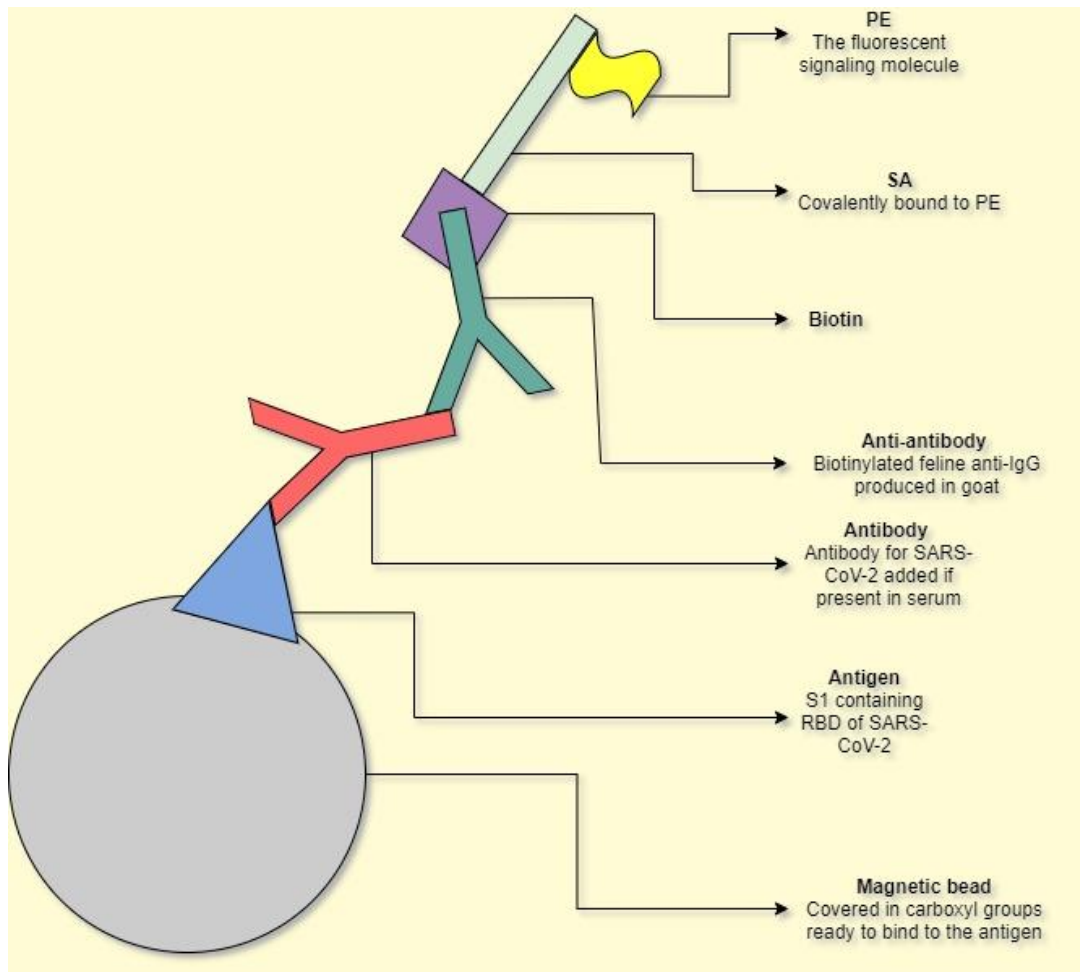 PE
The fluorescent
signaling molecule
SA
Covalently bound to PE
Biotin
Anti-antibody
Biotinylated feline anti-IgG
produced in goat
Antibody
Antibody for SARS-
CoV-2 added if
present in serum
Antigen
S1 containing
RBD of SARS-
CoV-2
Magnetic bead
Covered in carboxyl groups
ready to bind to the antigen